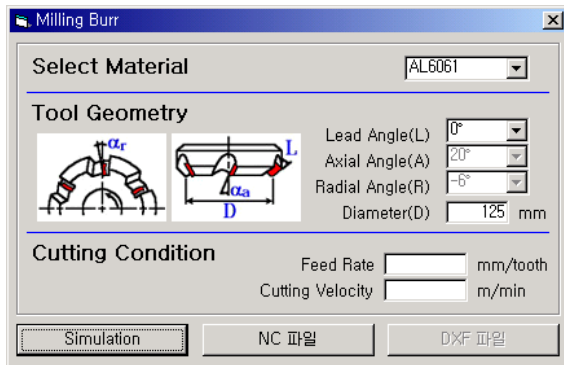 Milling Burr
Select Material AL6061
Tool Geometry
αr
L
αa
D
Lead Angle(L) 0°
Axial Angle(A) 20°
Radial Angle(R) -6°
Diameter(D) 125 mm
Cutting Condition
Feed Rate mm/tooth
Cutting Velocity m/min
Simulation NC 파일 DXF 파일